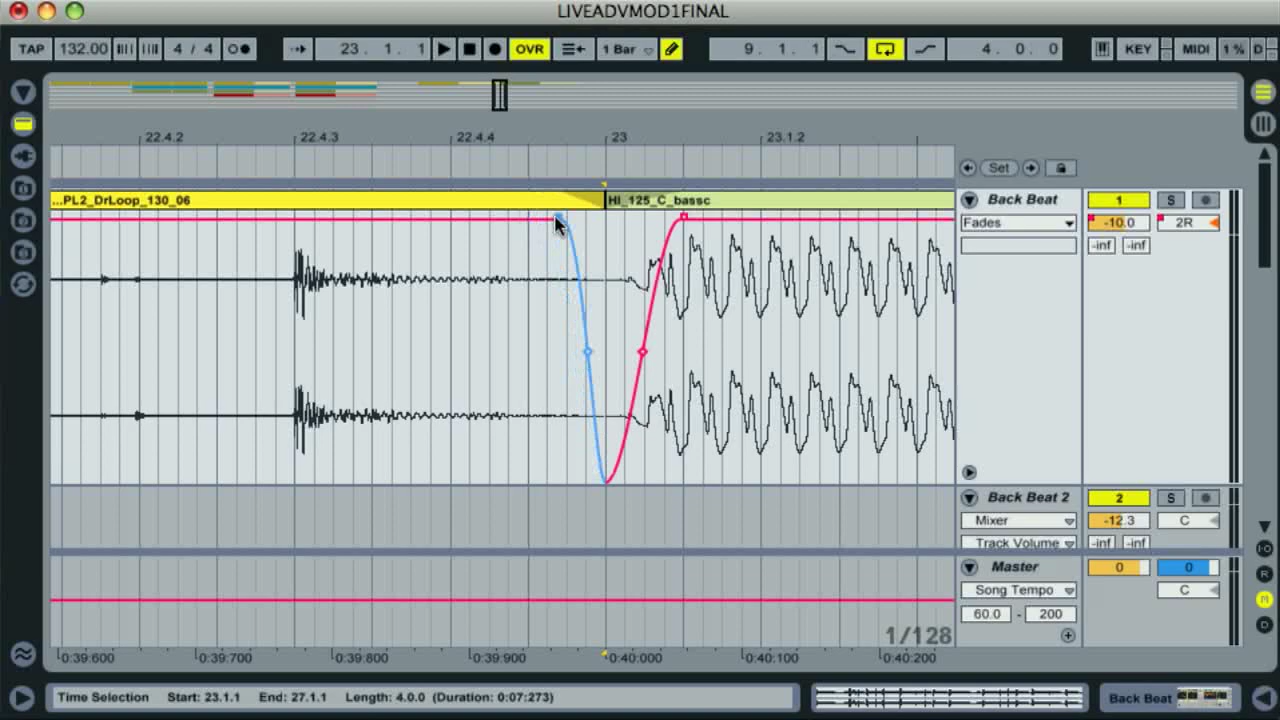 LIVEADVMOD1FINAL
TAP 132.00 4 / 4 23. 1. 1 OVR 1 Bar 9. 1. 1 4. 0. 0 KEY MIDI 1 % D
22.4.2 22.4.3 22.4.4 23 23.1.2
Set
...PL2_DrLoop_130_06 HI_125_C_bassc
Back Beat 1 S
Fades -10.0 2R
-inf -inf
Back Beat 2 2 S
Mixer -12.3 C
Track Volume -inf -inf
Master 0 0
Song Tempo C
60.0 - 200
1/128
0:39:600 0:39:700 0:39:800 0:39:900 0:40:000 0:40:100 0:40:200
I·O
R
M
D
Time Selection Start: 23.1.1 End: 27.1.1 Length: 4.0.0 (Duration: 0:07:273) Back Beat